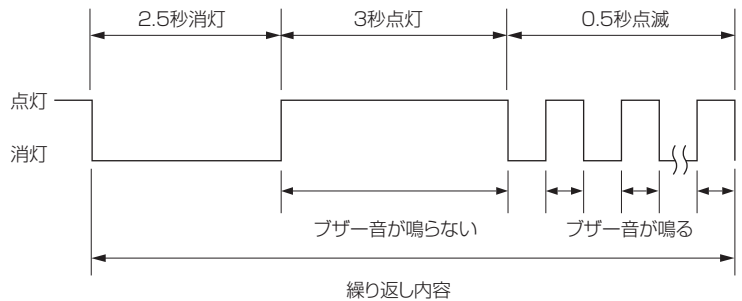 2.5秒消灯
3秒点灯
0.5秒点滅
点灯
消灯
ブザー音が鳴らない
ブザー音が鳴る
繰り返し内容